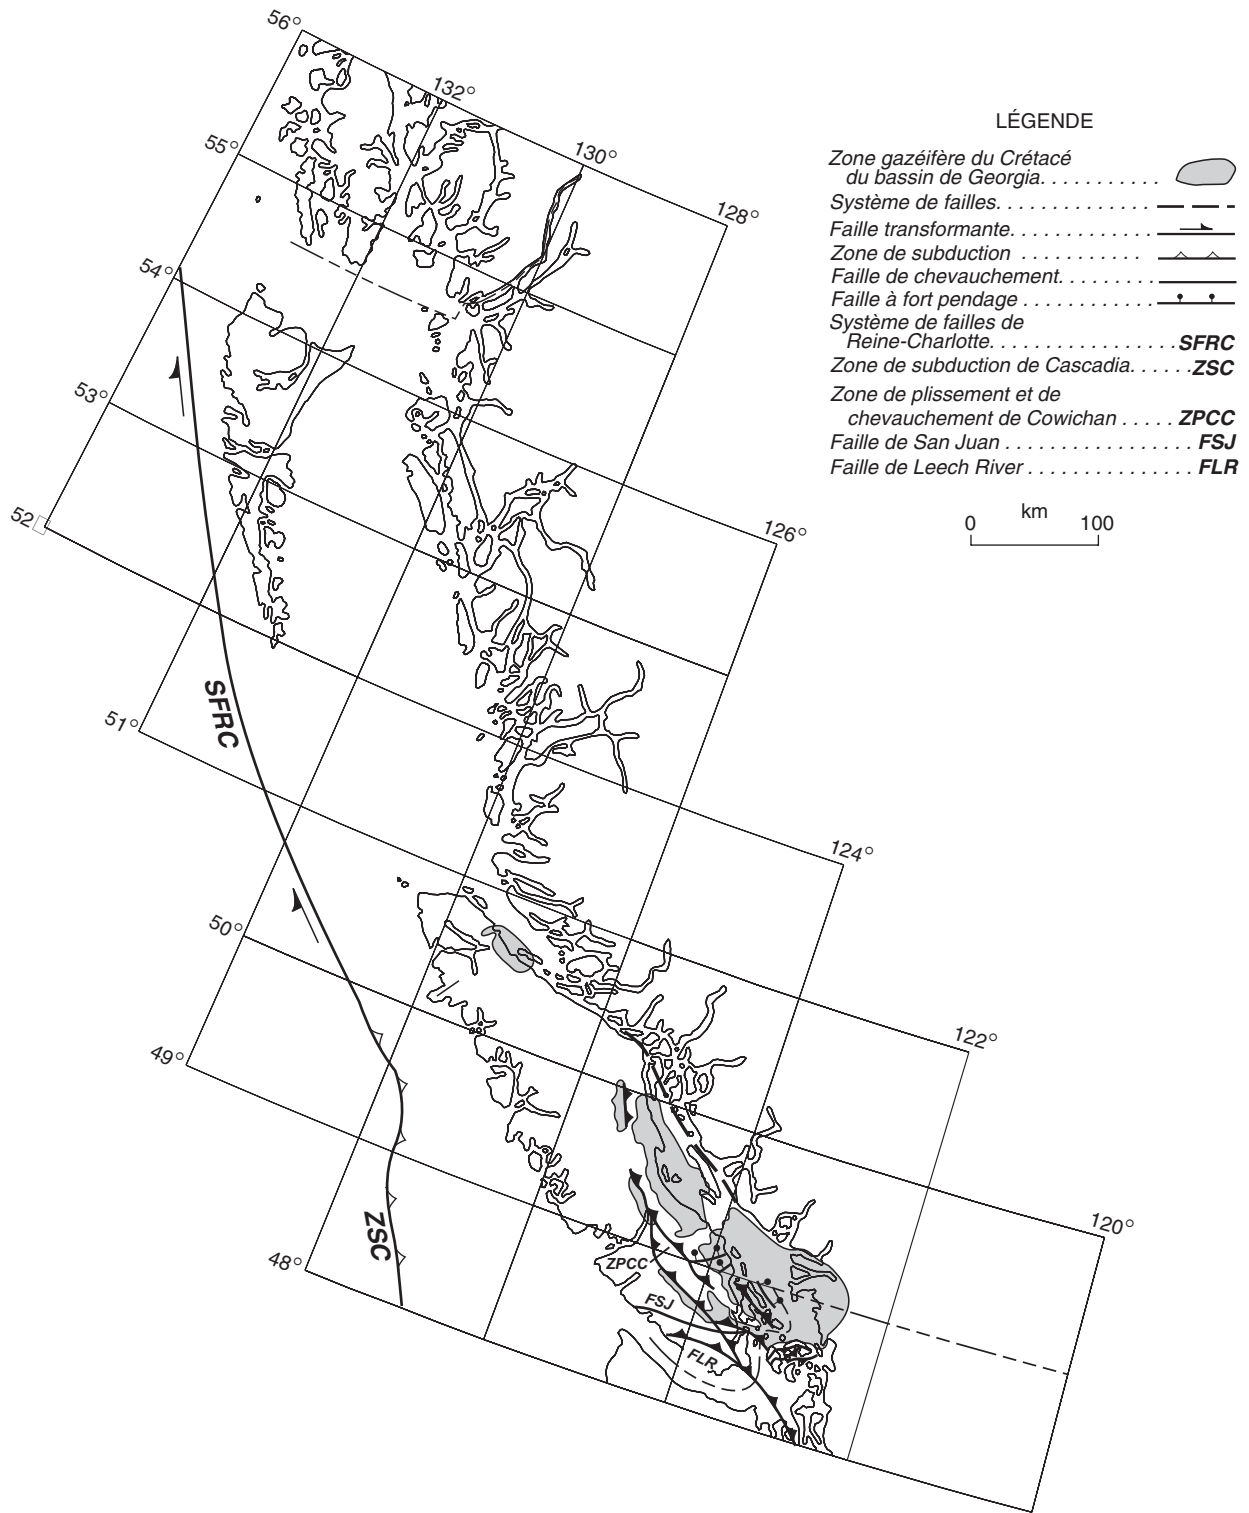 56°
132°
55°
130°
128°
54°
53°
52
126°
51°
124°
50°
122°
49°
120°
48°
SFRC
ZSC
ZPCC
FSJ
FLR
LÉGENDE
Zone gazéifère du Crétacé
du bassin de Georgia. . . . . . . . . . .
Système de failles. . . . . . . . . . . . . .
Faille transformante. . . . . . . . . . . . .
Zone de subduction . . . . . . . . . . .
Faille de chevauchement. . . . . . . . .
Faille à fort pendage . . . . . . . . . . . .
Système de failles de
Reine-Charlotte. . . . . . . . . . . . . . . . . SFRC
Zone de subduction de Cascadia. . . . . . ZSC
Zone de plissement et de
chevauchement de Cowichan . . . . . ZPCC
Faille de San Juan . . . . . . . . . . . . . . . . . FSJ
Faille de Leech River . . . . . . . . . . . . . . . FLR
km
0 100